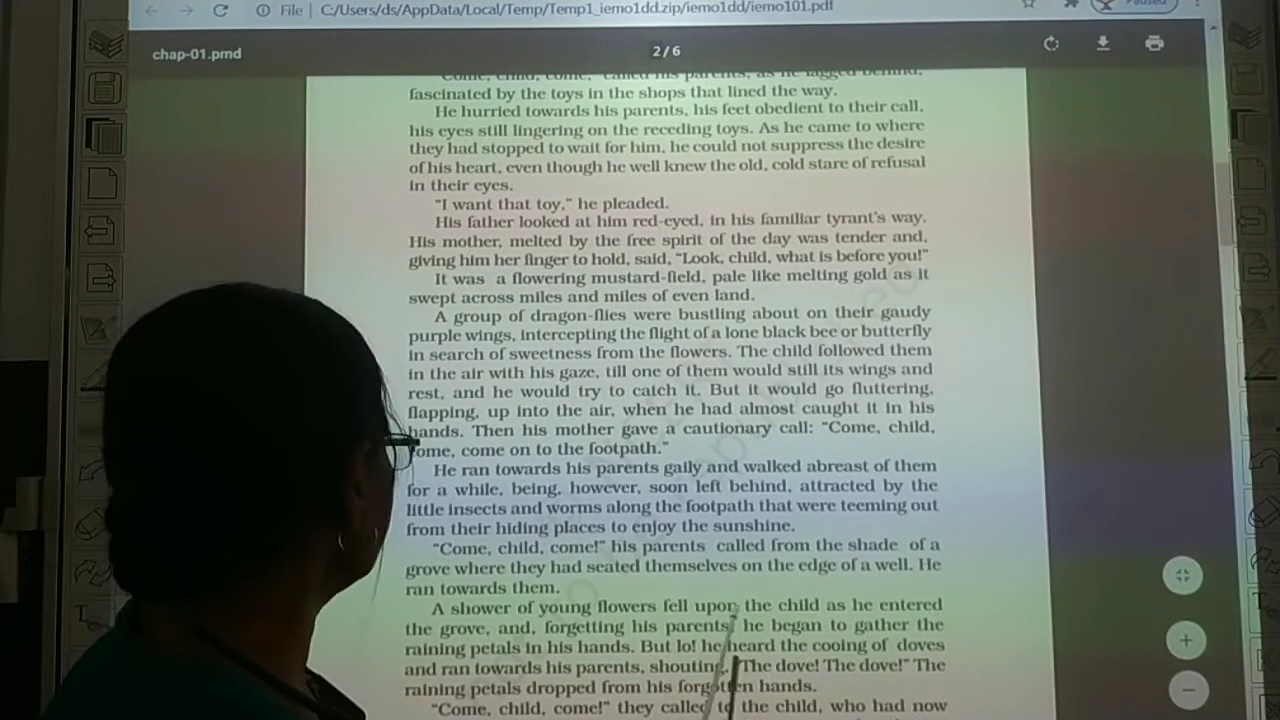 File | C:/Users/ds/AppData/Local/Temp/Temp1_iemo1dd.zip/iemo1dd/iemo101.pdf Paused
chap-01.pmd 2/6
"Come, child, come," called his parents, as he lagged behind,
fascinated by the toys in the shops that lined the way.
He hurried towards his parents, his feet obedient to their call,
his eyes still lingering on the receding toys. As he came to where
they had stopped to wait for him, he could not suppress the desire
of his heart, even though he well knew the old, cold stare of refusal
in their eyes.
"I want that toy," he pleaded.
His father looked at him red-eyed, in his familiar tyrant's way.
His mother, melted by the free spirit of the day was tender and,
giving him her finger to hold, said, "Look, child, what is before you!"
It was a flowering mustard-field, pale like melting gold as it
swept across miles and miles of even land.
A group of dragon-flies were bustling about on their gaudy
purple wings, intercepting the flight of a lone black bee or butterfly
in search of sweetness from the flowers. The child followed them
in the air with his gaze, till one of them would still its wings and
rest, and he would try to catch it. But it would go fluttering,
flapping, up into the air, when he had almost caught it in his
hands. Then his mother gave a cautionary call: "Come, child,
come, come on to the footpath."
He ran towards his parents gaily and walked abreast of them
for a while, being, however, soon left behind, attracted by the
little insects and worms along the footpath that were teeming out
from their hiding places to enjoy the sunshine.
"Come, child, come!" his parents called from the shade of a
grove where they had seated themselves on the edge of a well. He
ran towards them.
A shower of young flowers fell upon the child as he entered
the grove, and, forgetting his parents, he began to gather the
raining petals in his hands. But lo! he heard the cooing of doves
and ran towards his parents, shouting, "The dove! The dove!" The
raining petals dropped from his forgotten hands.
"Come, child, come!" they called to the child, who had now